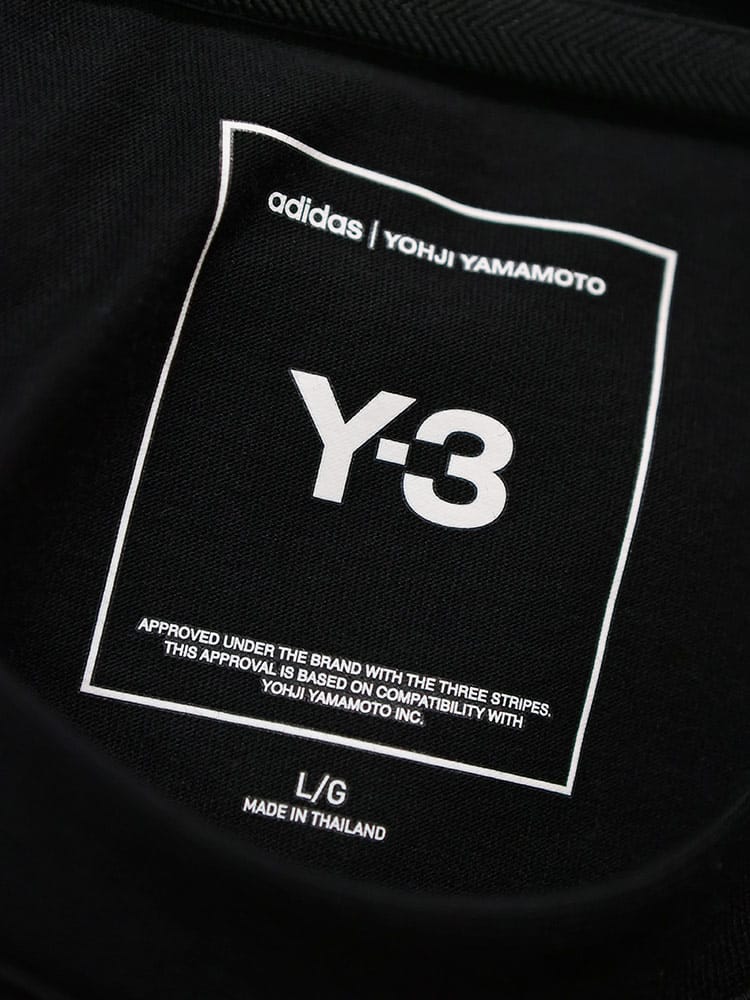 adidas | YOHJI YAMAMOTO
Y-3
APPROVED UNDER THE BRAND WITH THE THREE STRIPES.
THIS APPROVAL IS BASED ON COMPATIBILITY WITH
YOHJI YAMAMOTO INC.
L/G
MADE IN THAILAND